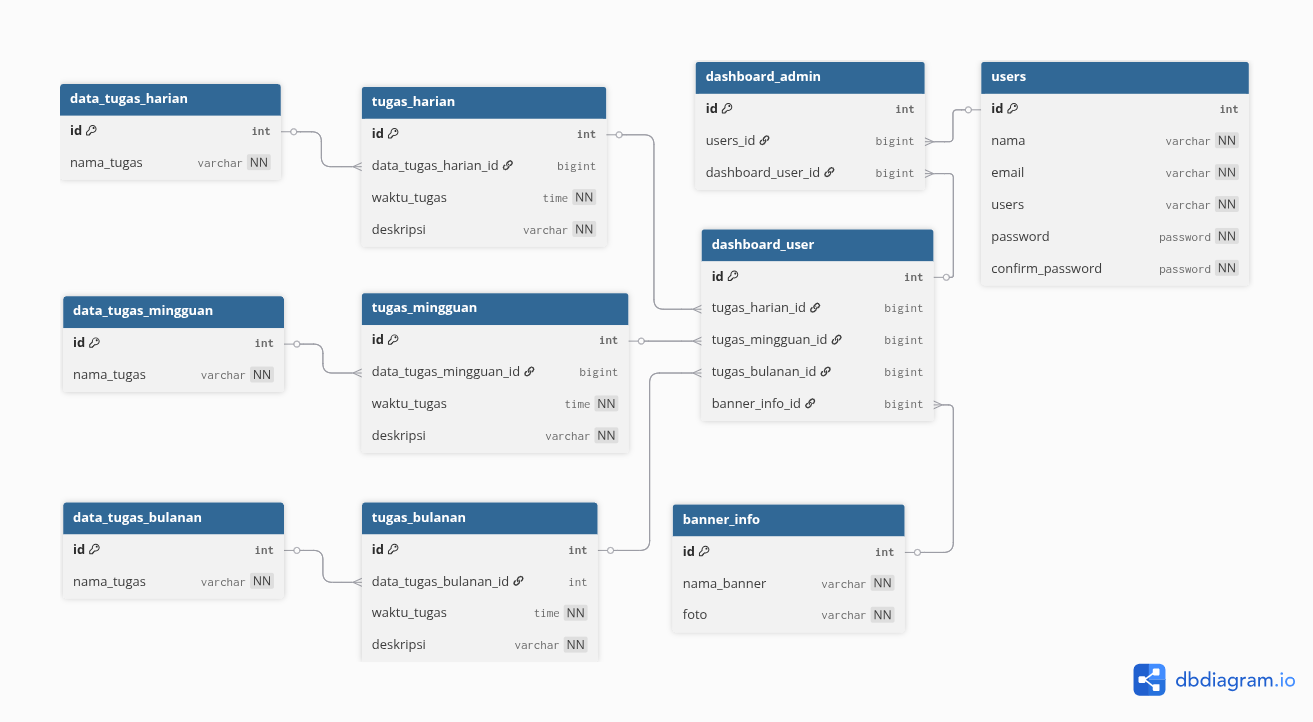 data_tugas_harian
id int
nama_tugas varchar NN
tugas_harian
id int
data_tugas_harian_id bigint
waktu_tugas time NN
deskripsi varchar NN
dashboard_admin
id int
users_id bigint
dashboard_user_id bigint
users
id int
nama varchar NN
email varchar NN
users varchar NN
password password NN
confirm_password password NN
dashboard_user
id int
tugas_harian_id bigint
tugas_mingguan_id bigint
tugas_bulanan_id bigint
banner_info_id bigint
data_tugas_mingguan
id int
nama_tugas varchar NN
tugas_mingguan
id int
data_tugas_mingguan_id bigint
waktu_tugas time NN
deskripsi varchar NN
data_tugas_bulanan
id int
nama_tugas varchar NN
tugas_bulanan
id int
data_tugas_bulanan_id int
waktu_tugas time NN
deskripsi varchar NN
banner_info
id int
nama_banner varchar NN
foto varchar NN
dbdiagram.io